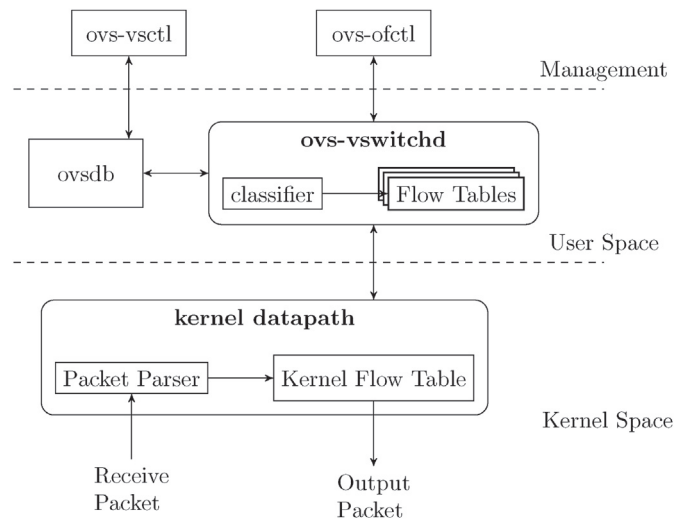 ovs-vsctl
ovs-ofctl
Management
ovs-vswitchd
ovsdb
classifier
Flow Tables
User Space
kernel datapath
Packet Parser
Kernel Flow Table
Kernel Space
Receive
Packet
Output
Packet